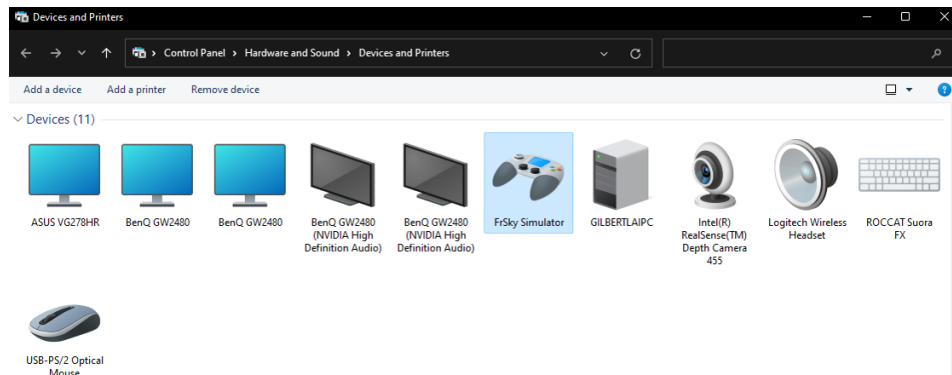 Devices and Printers
Control Panel > Hardware and Sound > Devices and Printers
Add a device Add a printer Remove device
Devices (11)
ASUS VG278HR
BenQ GW2480
BenQ GW2480
BenQ GW2480
(NVIDIA High
Definition Audio)
BenQ GW2480
(NVIDIA High
Definition Audio)
FrSky Simulator
GILBERTLAIPC
Intel(R)
RealSense(TM)
Depth Camera
455
Logitech Wireless
Headset
ROCCAT Suora
FX
USB-PS/2 Optical
Mouse